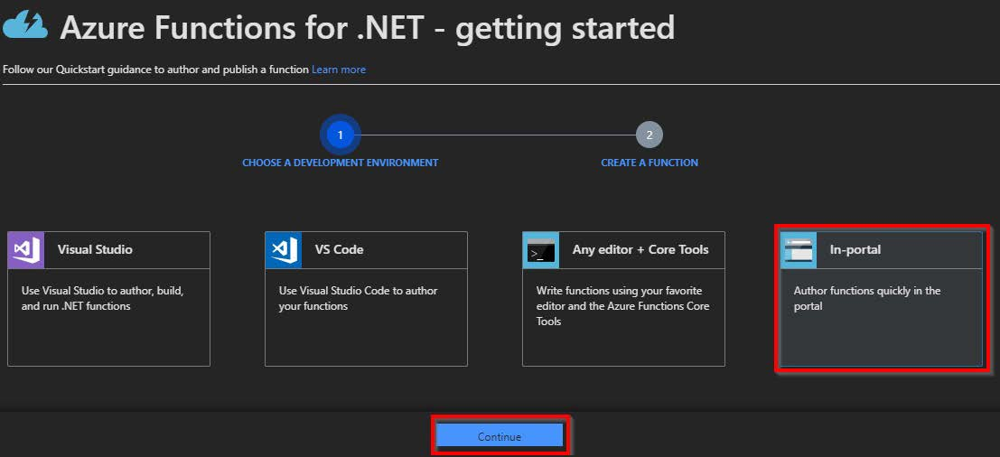 Azure Functions for .NET - getting started
Follow our Quickstart guidance to author and publish a function Learn more
1
2
CHOOSE A DEVELOPMENT ENVIRONMENT
CREATE A FUNCTION
Visual Studio
Use Visual Studio to author, build,
and run .NET functions
VS Code
Use Visual Studio Code to author
your functions
>_
Any editor + Core Tools
Write functions using your favorite
editor and the Azure Functions Core
Tools
In-portal
Author functions quickly in the
portal
Continue